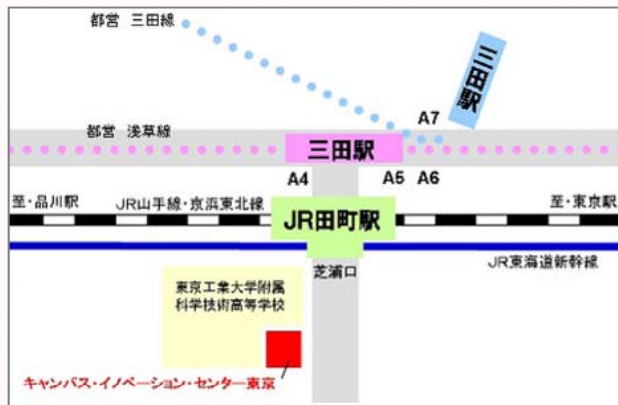 都営 三田線
三田駅
A7
都営 浅草線
三田駅
A4
A5
A6
至・品川駅
JR山手線・京浜東北線
至・東京駅
JR田町駅
JR東海道新幹線
芝浦口
東京工業大学附属
科学技術高等学校
キャンパス・イノベーション・センター東京